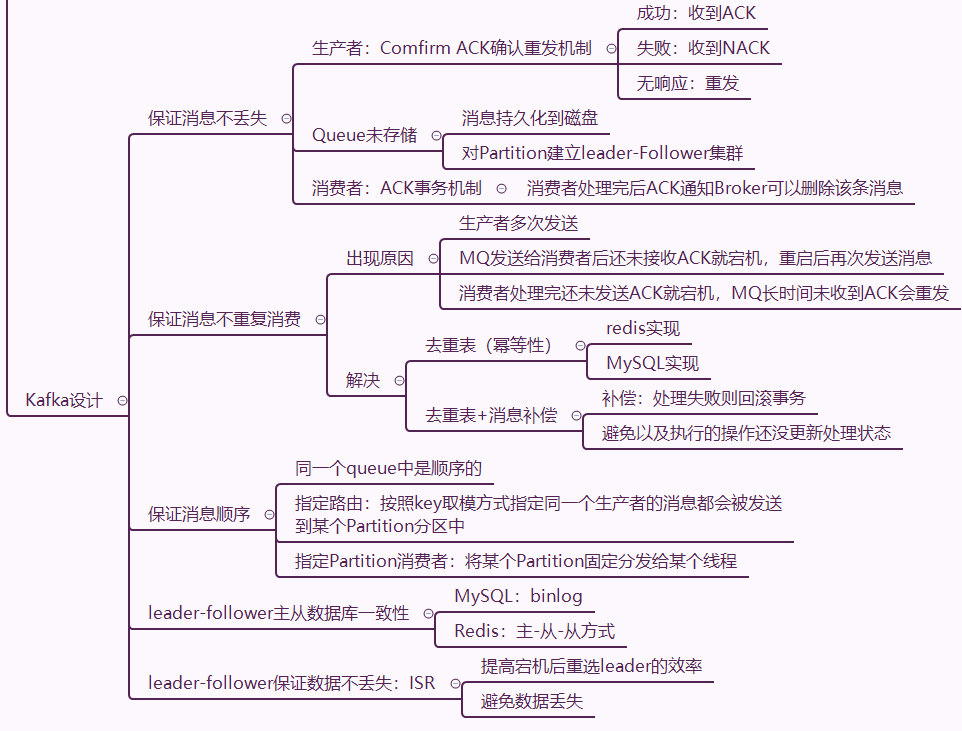 Kafka设计
保证消息不丢失
生产者：Comfirm ACK确认重发机制
成功：收到ACK
失败：收到NACK
无响应：重发
Queue未存储
消息持久化到磁盘
对Partition建立leader-Follower集群
消费者：ACK事务机制
消费者处理完后ACK通知Broker可以删除该条消息
保证消息不重复消费
出现原因
生产者多次发送
MQ发送给消费者后还未接收ACK就宕机，重启后再次发送消息
消费者处理完还未发送ACK就宕机，MQ长时间未收到ACK会重发
解决
去重表（幂等性）
redis实现
MySQL实现
去重表+消息补偿
补偿：处理失败则回滚事务
避免以及执行的操作还没更新处理状态
保证消息顺序
同一个queue中是顺序的
指定路由：按照key取模方式指定同一个生产者的消息都会被发送
到某个Partition分区中
指定Partition消费者：将某个Partition固定分发给某个线程
leader-follower主从数据库一致性
MySQL：binlog
Redis：主-从-从方式
leader-follower保证数据不丢失：ISR
提高宕机后重选leader的效率
避免数据丢失